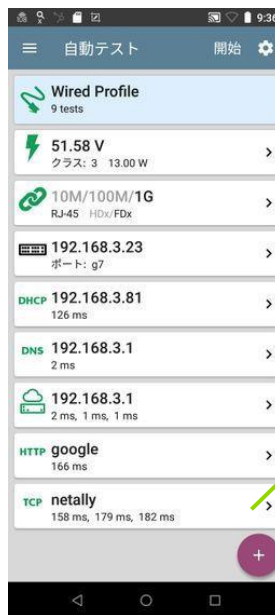 9:36
自動テスト 開始
Wired Profile
9 tests
51.58 V
クラス: 3 13.00 W
10M/100M/1G
RJ-45 HDx/FDx
192.168.3.23
ポート: g7
DHCP 192.168.3.81
126 ms
DNS 192.168.3.1
2 ms
192.168.3.1
2 ms, 1 ms, 1 ms
HTTP google
166 ms
TCP netally
158 ms, 179 ms, 182 ms